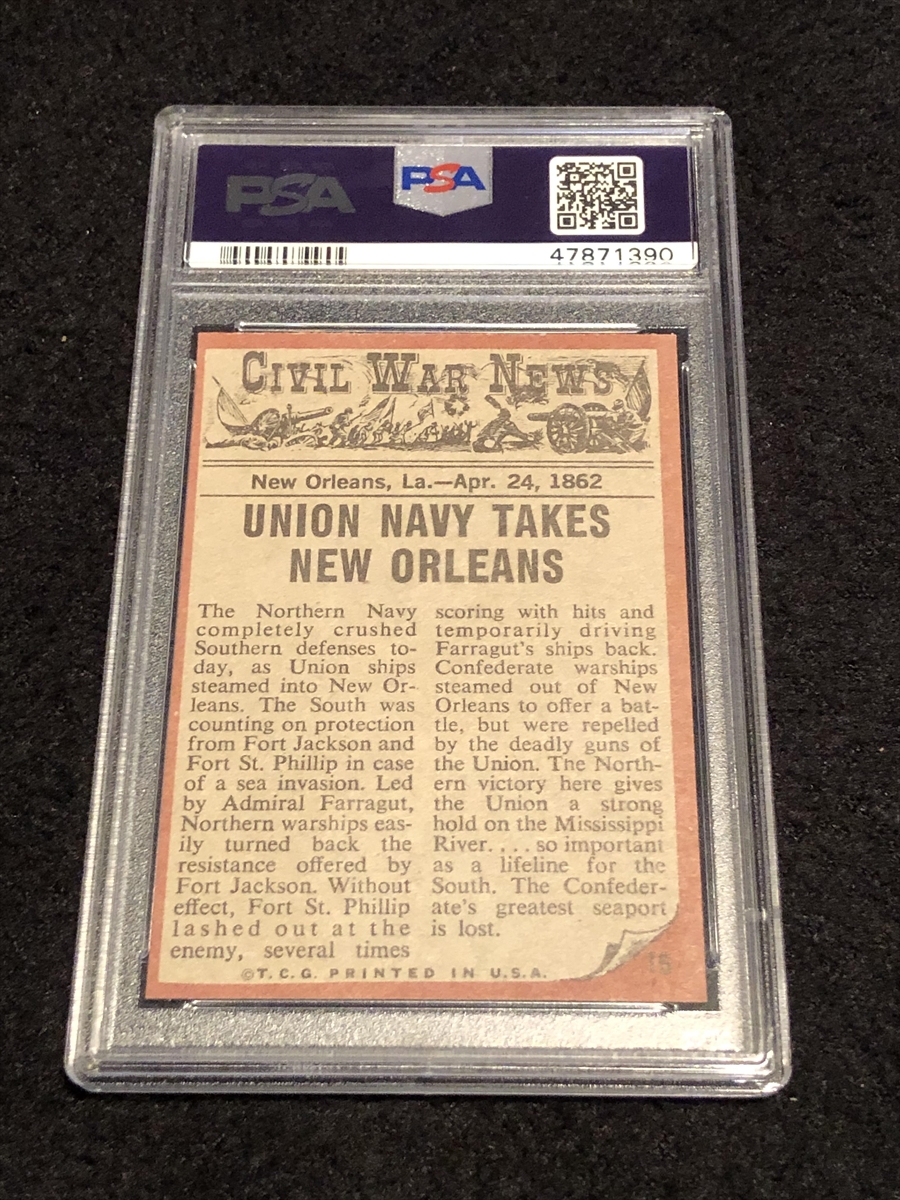 PSA
PSA
47871390
CIVIL WAR NEWS
New Orleans, La.—Apr. 24, 1862
UNION NAVY TAKES
NEW ORLEANS
The Northern Navy
completely crushed
Southern defenses to-
day, as Union ships
steamed into New Or-
leans. The South was
counting on protection
from Fort Jackson and
Fort St. Phillip in case
of a sea invasion. Led
by Admiral Farragut,
Northern warships eas-
ily turned back the
resistance offered by
Fort Jackson. Without
effect, Fort St. Phillip
lashed out at the
enemy, several times
scoring with hits and
temporarily driving
Farragut's ships back.
Confederate warships
steamed out of New
Orleans to offer a bat-
tle, but were repelled
by the deadly guns of
the Union. The North-
ern victory here gives
the Union a strong
hold on the Mississippi
River. . . . so important
as a lifeline for the
South. The Confeder-
ate's greatest seaport
is lost.
©T.C.G. PRINTED IN U.S.A.
15